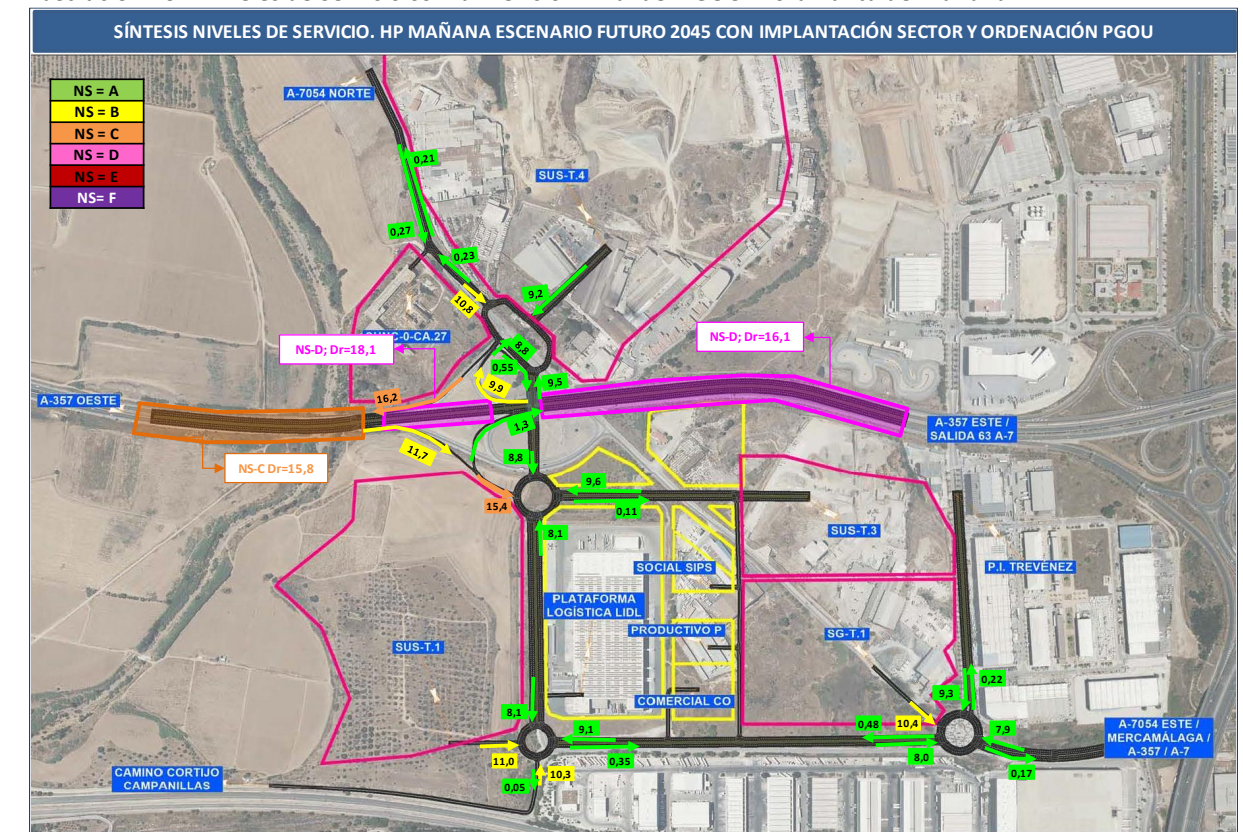 SÍNTESIS NIVELES DE SERVICIO. HP MAÑANA ESCENARIO FUTURO 2045 CON IMPLANTACIÓN SECTOR Y ORDENACIÓN PGOU
NS = A
NS = B
NS = C
NS = D
NS = E
NS= F
A-7054 NORTE
0,21
SUS-T.4
0,27
0,23
10,8
9,2
NS-D; Dr=18,1
8,8
0,55
9,9
9,5
NS-D; Dr=16,1
A-357 OESTE
16,2
1,3
A-357 ESTE /
SALIDA 63 A-7
11,7
8,8
NS-C Dr=15,8
9,6
15,4
0,11
8,1
SUS-T.3
SOCIAL SIPS
P.I. TREVÉNEZ
PLATAFORMA
LOGÍSTICA LIDL
PRODUCTIVO P
SG-T.1
SUS-T.1
COMERCIAL CO
9,3
0,22
8,1
9,1
0,48
10,4
7,9
A-7054 ESTE /
MERCAMÁLAGA /
A-357 / A-7
11,0
0,35
8,0
0,17
CAMINO CORTIJO
CAMPANILLAS
10,3
0,05